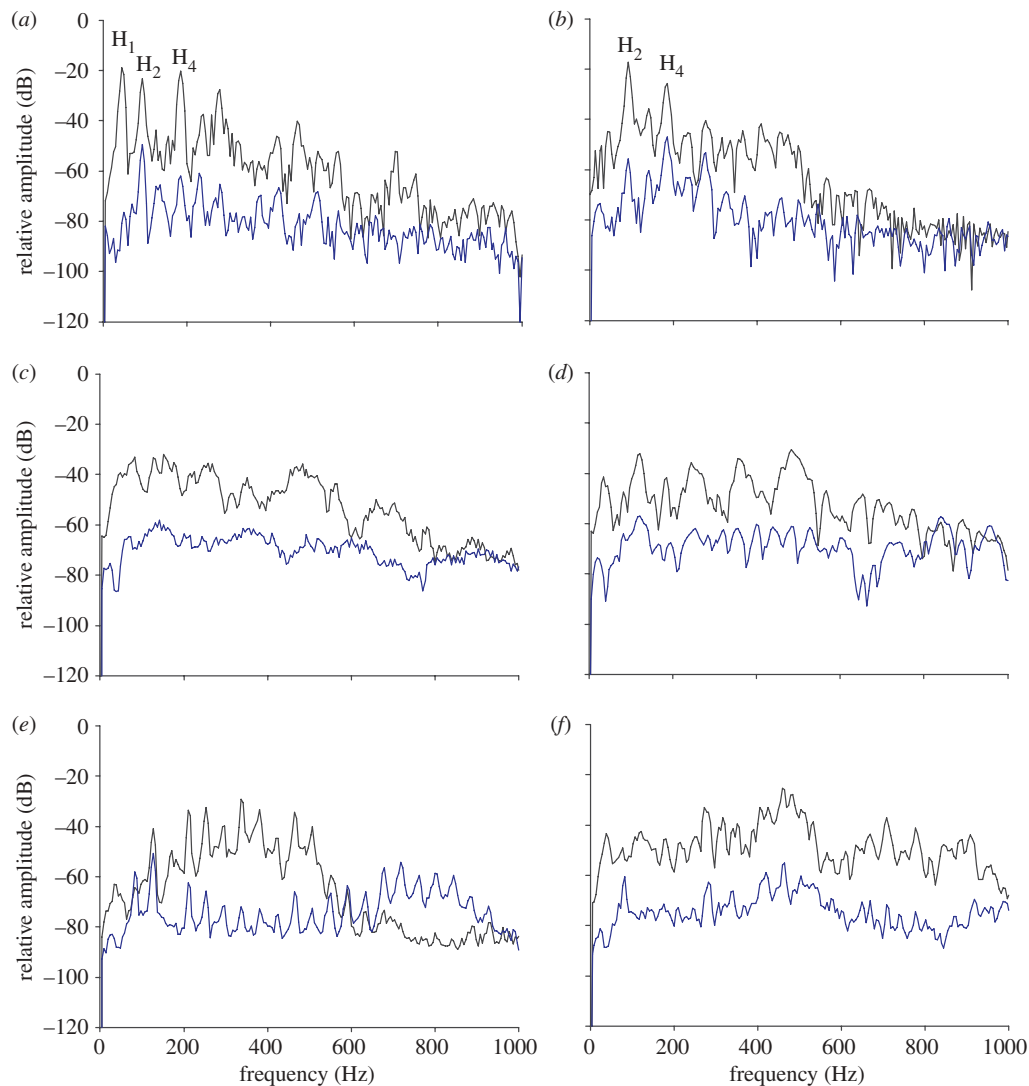 (a)
0
–20
–40
–60
–80
–100
–120
relative amplitude (dB)
H1
H2
H4
(b)
H2
H4
(c)
0
–20
–40
–60
–80
–100
–120
relative amplitude (dB)
(d)
(e)
0
–20
–40
–60
–80
–100
–120
relative amplitude (dB)
0 200 400 600 800 1000
frequency (Hz)
(f)
0 200 400 600 800 1000
frequency (Hz)